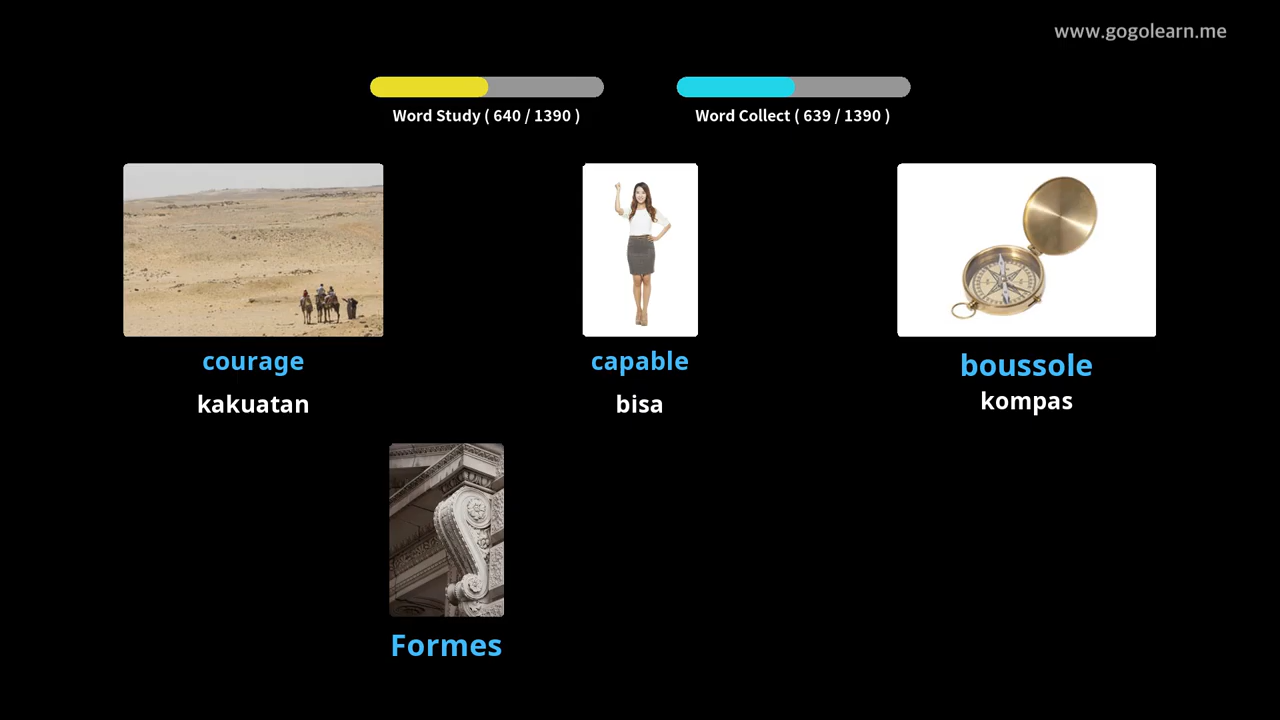 www.gogolearn.me
Word Study ( 640 / 1390 )
Word Collect ( 639 / 1390 )
courage
capable
boussole
kakuatan
bisa
kompas
Formes